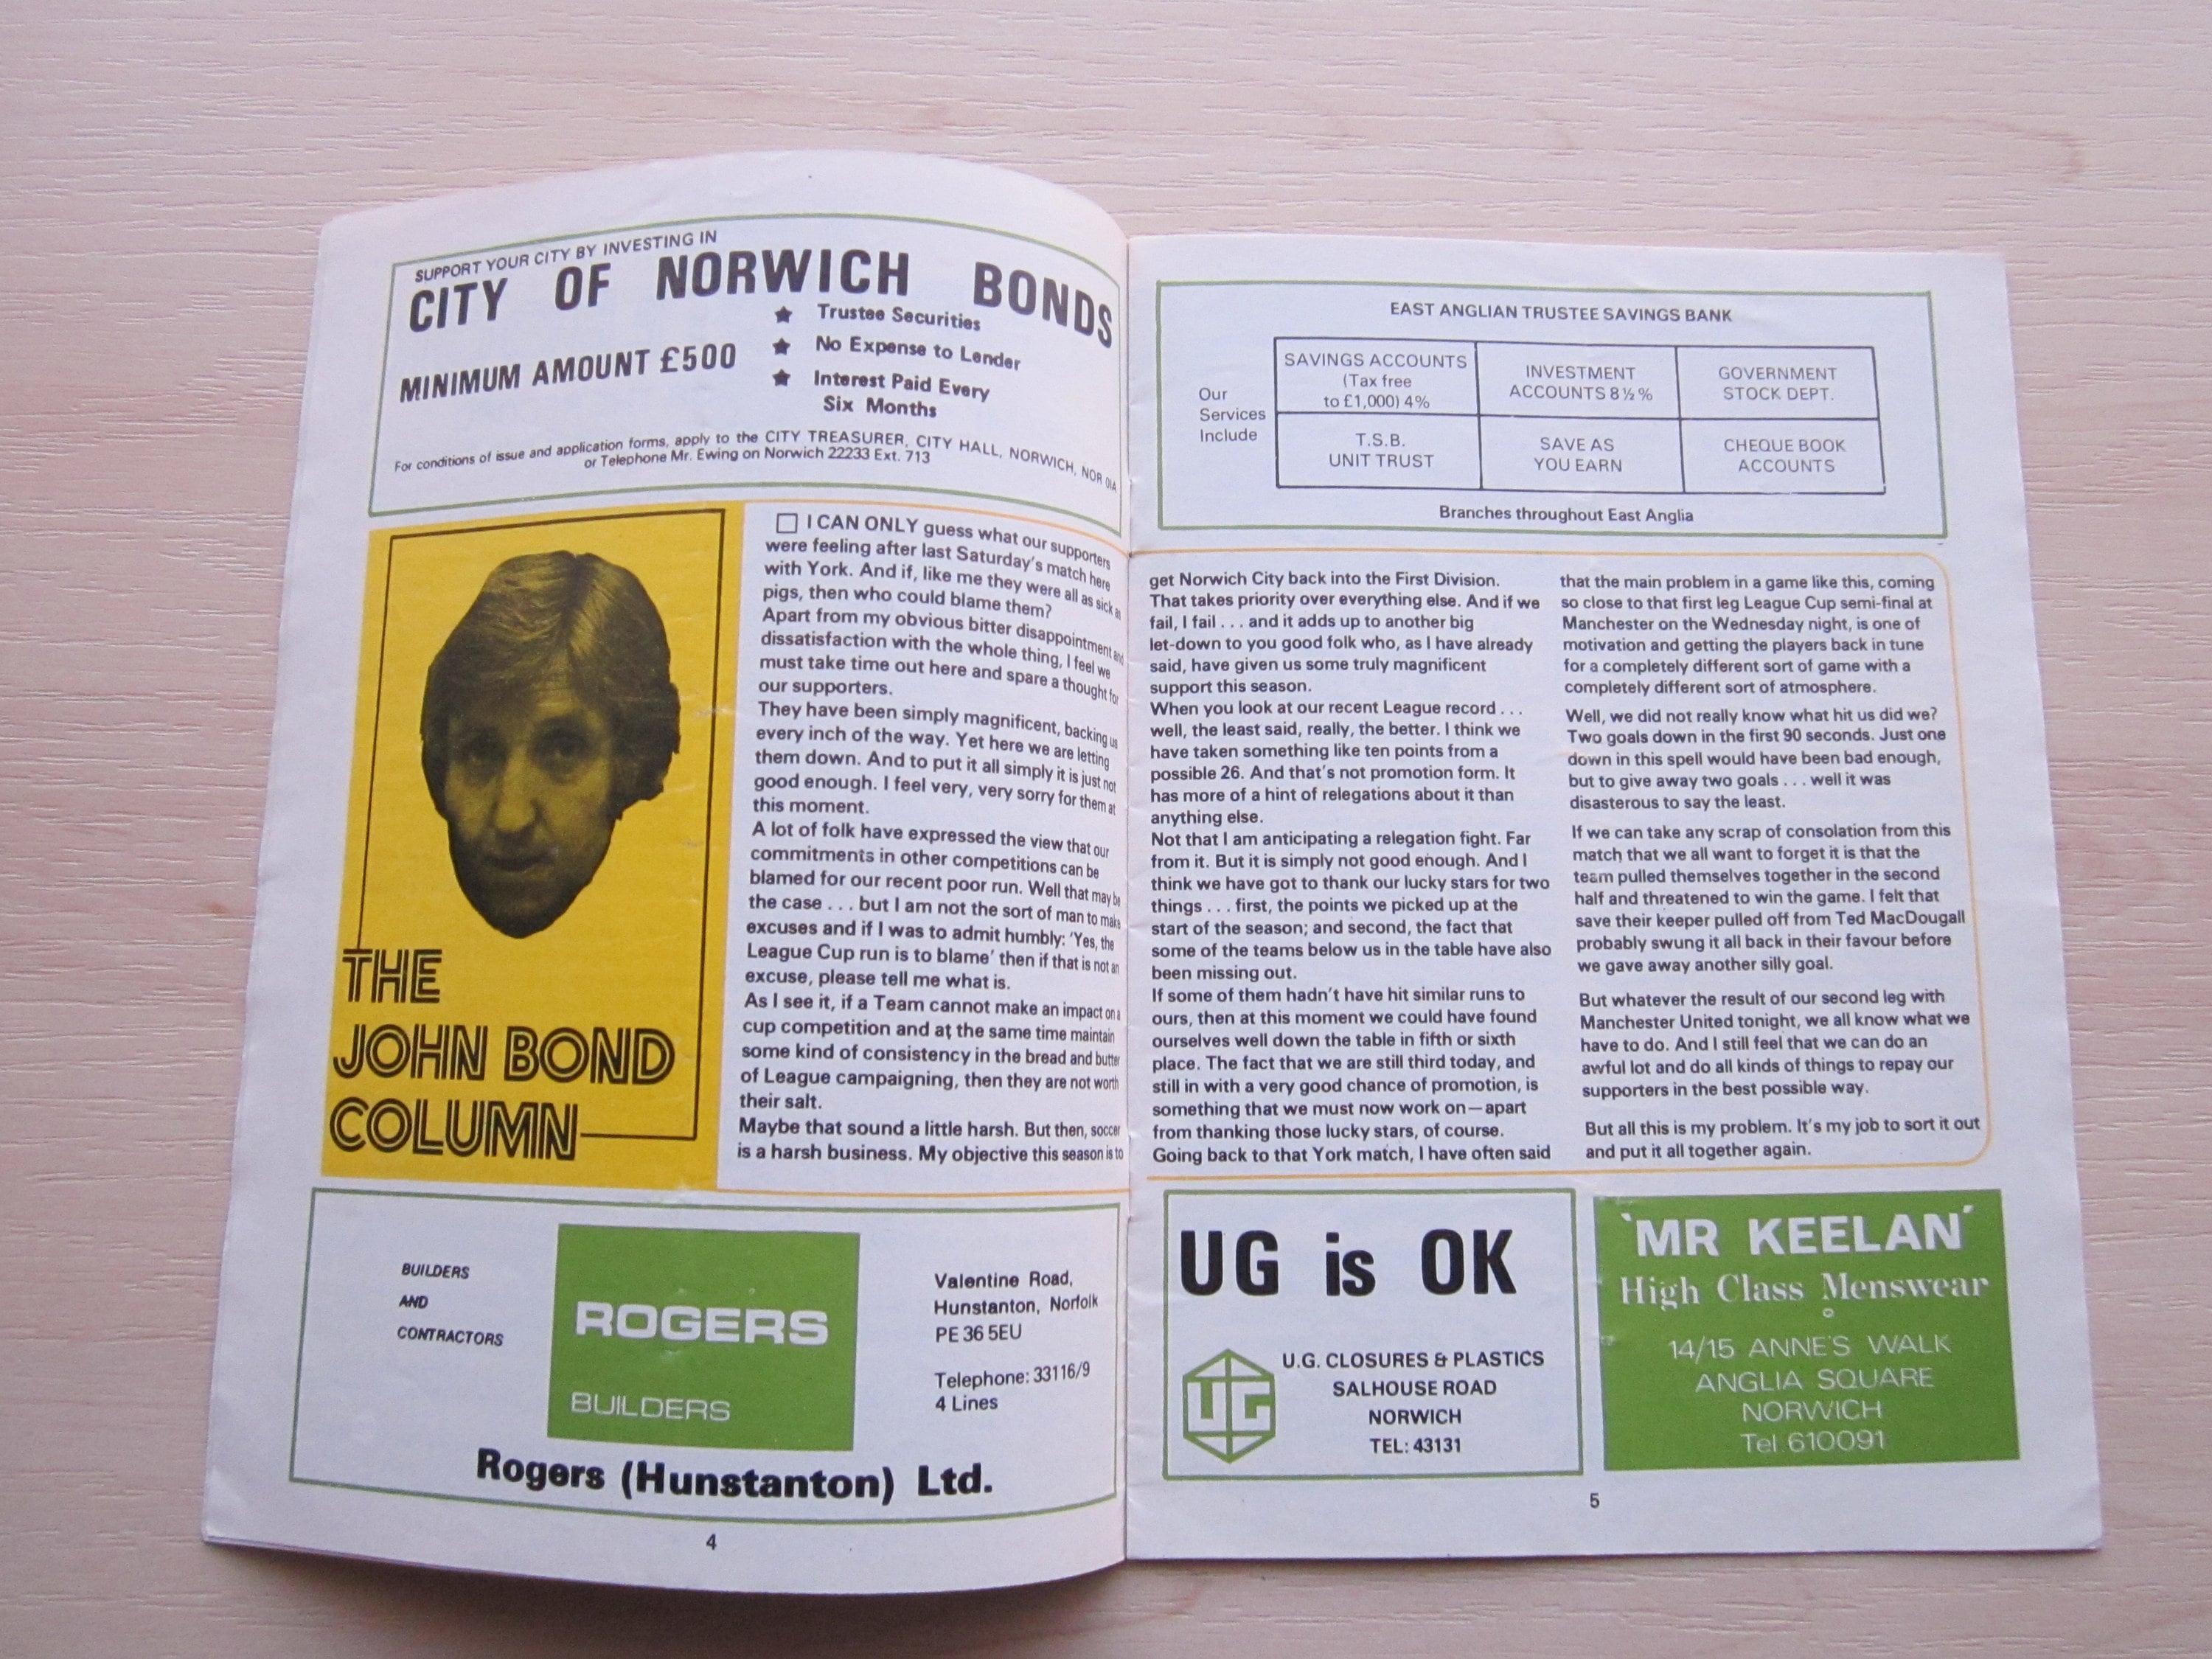 SUPPORT YOUR CITY BY INVESTING IN
CITY OF NORWICH BONDS
MINIMUM AMOUNT £500
★ Trustee Securities
★ No Expense to Lender
★ Interest Paid Every
Six Months
For conditions of issue and application forms, apply to the CITY TREASURER, CITY HALL, NORWICH, NOR 01A
or Telephone Mr. Ewing on Norwich 22233 Ext. 713
THE
JOHN BOND
COLUMN
I CAN ONLY guess what our supporters
were feeling after last Saturday's match here
with York. And if, like me they were all as sick as
pigs, then who could blame them?
Apart from my obvious bitter disappointment and
dissatisfaction with the whole thing, I feel we
must take time out here and spare a thought for
our supporters.
They have been simply magnificent, backing us
every inch of the way. Yet here we are letting
them down. And to put it all simply it is just not
good enough. I feel very, very sorry for them at
this moment.
A lot of folk have expressed the view that our
commitments in other competitions can be
blamed for our recent poor run. Well that may be
the case . . . but I am not the sort of man to make
excuses and if I was to admit humbly: 'Yes, the
League Cup run is to blame' then if that is not an
excuse, please tell me what is.
As I see it, if a Team cannot make an impact on a
cup competition and at the same time maintain
some kind of consistency in the bread and butter
of League campaigning, then they are not worth
their salt.
Maybe that sound a little harsh. But then, soccer
is a harsh business. My objective this season is to
BUILDERS
AND
CONTRACTORS
ROGERS
BUILDERS
Valentine Road,
Hunstanton, Norfolk
PE 36 5EU
Telephone: 33116/9
4 Lines
Rogers (Hunstanton) Ltd.
4
EAST ANGLIAN TRUSTEE SAVINGS BANK
Our
Services
Include
SAVINGS ACCOUNTS
(Tax free
to £1,000) 4%
INVESTMENT
ACCOUNTS 8½%
GOVERNMENT
STOCK DEPT.
T.S.B.
UNIT TRUST
SAVE AS
YOU EARN
CHEQUE BOOK
ACCOUNTS
Branches throughout East Anglia
get Norwich City back into the First Division.
That takes priority over everything else. And if we
fail, I fail . . . and it adds up to another big
let-down to you good folk who, as I have already
said, have given us some truly magnificent
support this season.
When you look at our recent League record . . .
well, the least said, really, the better. I think we
have taken something like ten points from a
possible 26. And that's not promotion form. It
has more of a hint of relegations about it than
anything else.
Not that I am anticipating a relegation fight. Far
from it. But it is simply not good enough. And I
think we have got to thank our lucky stars for two
things . . . first, the points we picked up at the
start of the season; and second, the fact that
some of the teams below us in the table have also
been missing out.
If some of them hadn't have hit similar runs to
ours, then at this moment we could have found
ourselves well down the table in fifth or sixth
place. The fact that we are still third today, and
still in with a very good chance of promotion, is
something that we must now work on—apart
from thanking those lucky stars, of course.
Going back to that York match, I have often said
that the main problem in a game like this, coming
so close to that first leg League Cup semi-final at
Manchester on the Wednesday night, is one of
motivation and getting the players back in tune
for a completely different sort of game with a
completely different sort of atmosphere.
Well, we did not really know what hit us did we?
Two goals down in the first 90 seconds. Just one
down in this spell would have been bad enough,
but to give away two goals . . . well it was
disasterous to say the least.
If we can take any scrap of consolation from this
match that we all want to forget it is that the
team pulled themselves together in the second
half and threatened to win the game. I felt that
save their keeper pulled off from Ted MacDougall
probably swung it all back in their favour before
we gave away another silly goal.
But whatever the result of our second leg with
Manchester United tonight, we all know what we
have to do. And I still feel that we can do an
awful lot and do all kinds of things to repay our
supporters in the best possible way.
But all this is my problem. It's my job to sort it out
and put it all together again.
UG is OK
UG
U.G. CLOSURES & PLASTICS
SALHOUSE ROAD
NORWICH
TEL: 43131
'MR KEELAN'
High Class Menswear
14/15 ANNE'S WALK
ANGLIA SQUARE
NORWICH
Tel 610091
5